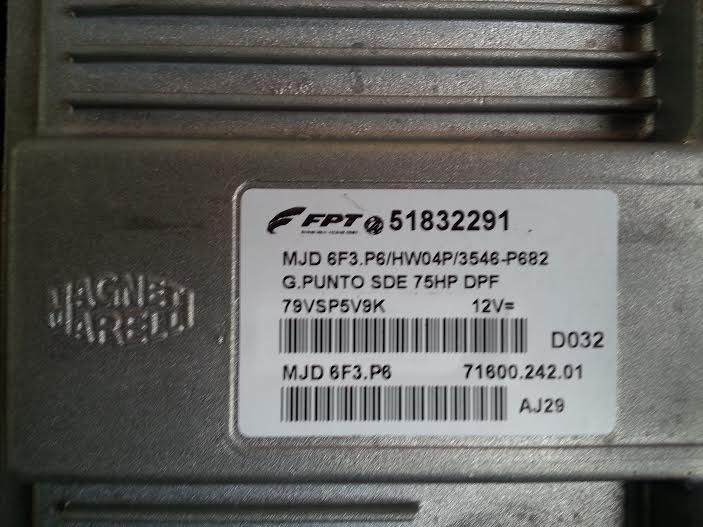 MAGNETI
MARELLI
FPT 51832291
MJD 6F3.P6/HW04P/3546-P682
G.PUNTO SDE 75HP DPF
79VSP5V9K 12V=
D032
MJD 6F3.P6 71600.242.01
AJ29